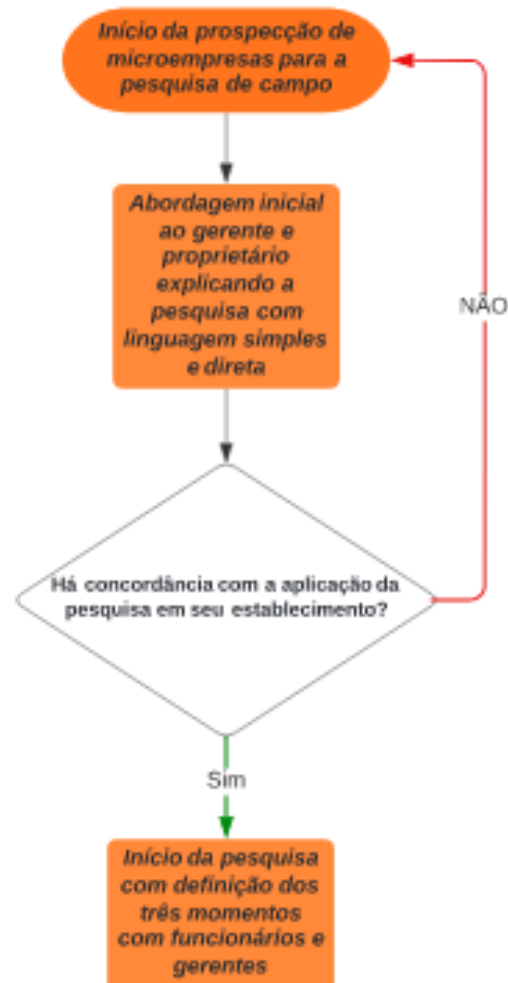 Início da prospecção de
microempresas para a
pesquisa de campo
Abordagem inicial
ao gerente e
proprietário
explicando a
pesquisa com
linguagem simples
e direta
NÃO
Há concordância com a aplicação da
pesquisa em seu establecimento?
Sim
Início da pesquisa
com definição dos
três momentos
com funcionários e
gerentes